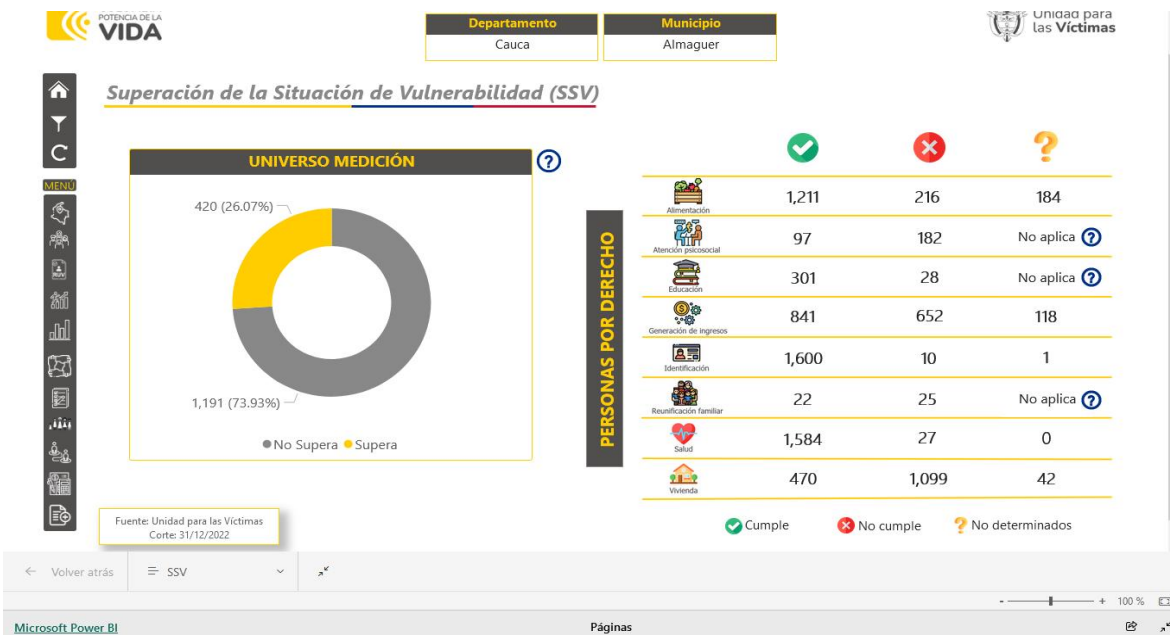 POTENCIA DE LA
VIDA
Departamento
Cauca
Municipio
Almaguer
Unidad para
las Víctimas
Superación de la Situación de Vulnerabilidad (SSV)
MENÚ
UNIVERSO MEDICIÓN
?
420 (26.07%)
1,191 (73.93%)
No Supera Supera
PERSONAS POR DERECHO
?
Alimentación 1,211 216 184
Atención psicosocial 97 182 No aplica ?
Educación 301 28 No aplica ?
Generación de ingresos 841 652 118
Identificación 1,600 10 1
Reunificación familiar 22 25 No aplica ?
Salud 1,584 27 0
Vivienda 470 1,099 42
Cumple No cumple ? No determinados
Fuente: Unidad para las Víctimas
Corte: 31/12/2022
Volver atrás SSV
- + 100 %
Microsoft Power BI Páginas